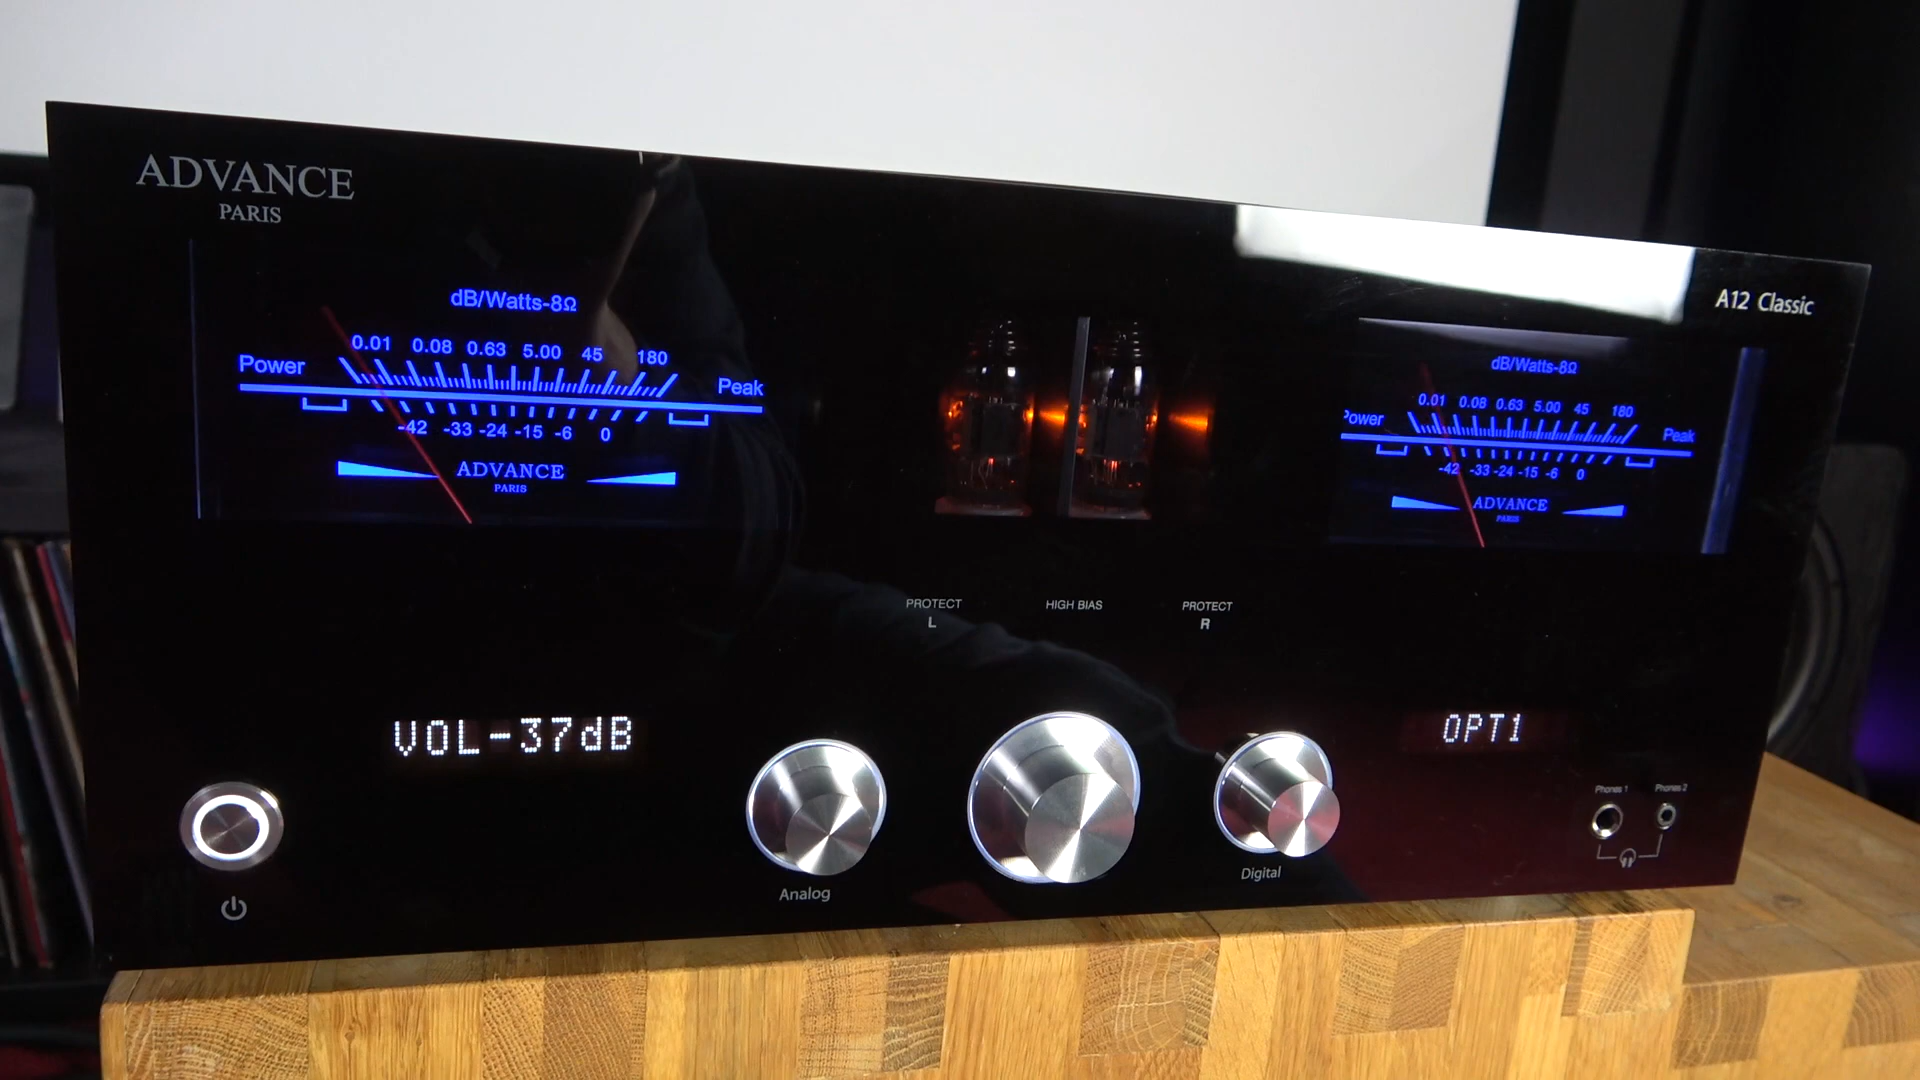 ADVANCE
PARIS
A12 Classic
dB/Watts-8Ω
0.01 0.08 0.63 5.00 45 180
Power
Peak
-42 -33 -24 -15 -6 0
ADVANCE
PARIS
dB/Watts-8Ω
0.01 0.08 0.63 5.00 45 180
Power
Peak
-42 -33 -24 -15 -6 0
ADVANCE
PARIS
PROTECT
L
HIGH BIAS
PROTECT
R
VOL-37dB
OPT1
Phones 1
Phones 2
Analog
Digital